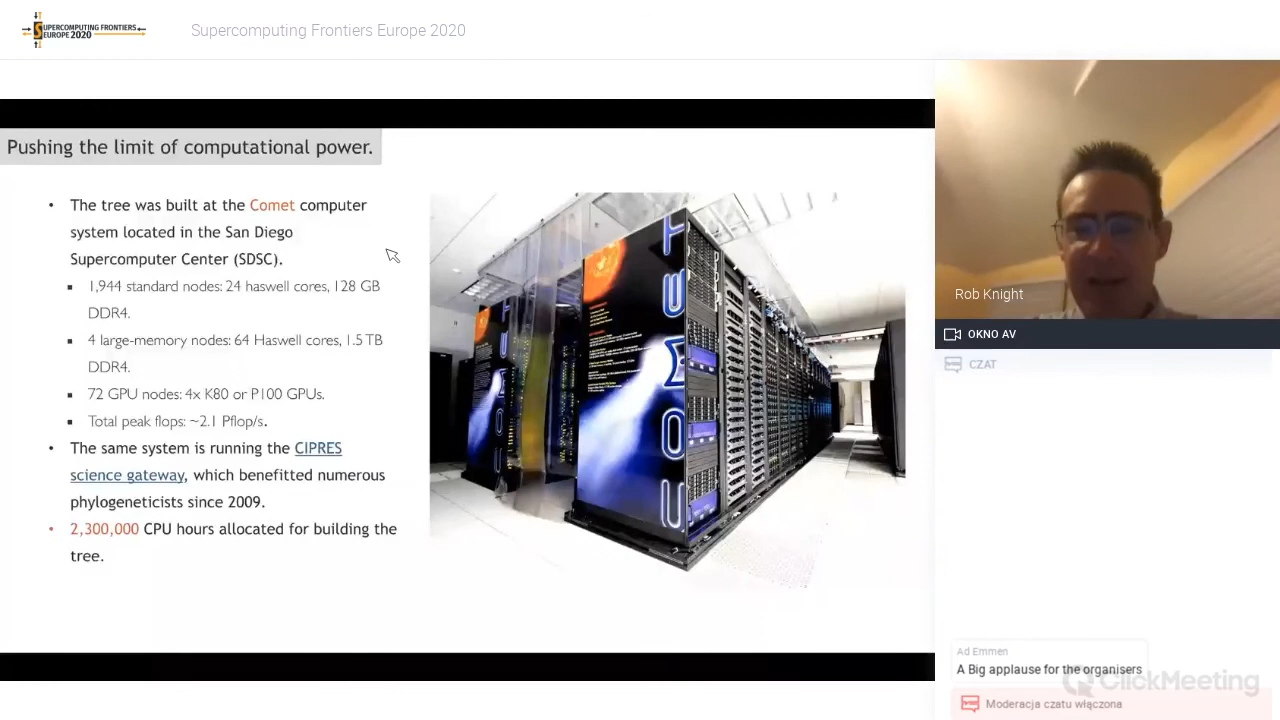 SUPERCOMPUTING FRONTIERS
EUROPE 2020
Supercomputing Frontiers Europe 2020
Pushing the limit of computational power.
• The tree was built at the Comet computer
system located in the San Diego
Supercomputer Center (SDSC).
▪ 1,944 standard nodes: 24 haswell cores, 128 GB
DDR4.
▪ 4 large-memory nodes: 64 Haswell cores, 1.5 TB
DDR4.
▪ 72 GPU nodes: 4x K80 or P100 GPUs.
▪ Total peak flops: ~2.1 Pflop/s.
• The same system is running the CIPRES
science gateway, which benefitted numerous
phylogeneticists since 2009.
• 2,300,000 CPU hours allocated for building the
tree.
Rob Knight
OKNO AV
CZAT
Ad Emmen
A Big applause for the organisers
ClickMeeting
Moderacja czatu włączona